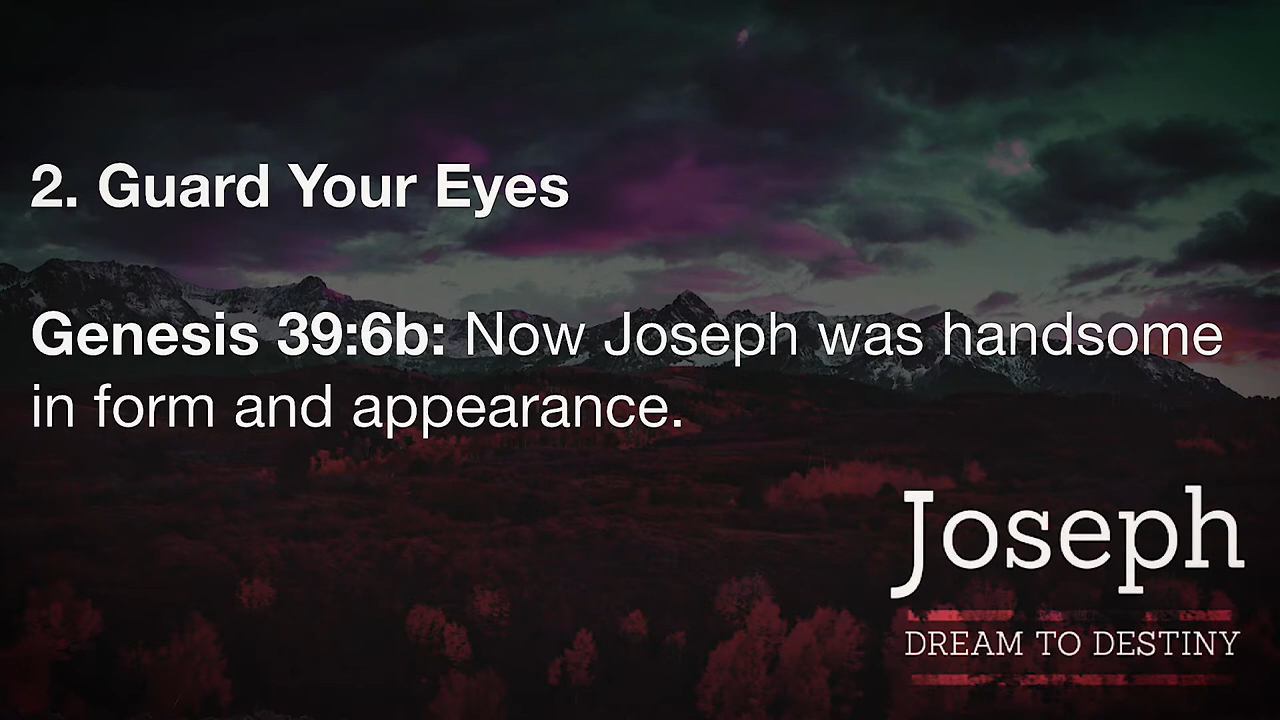 2. Guard Your Eyes
Genesis 39:6b: Now Joseph was handsome
in form and appearance.
Joseph
DREAM TO DESTINY